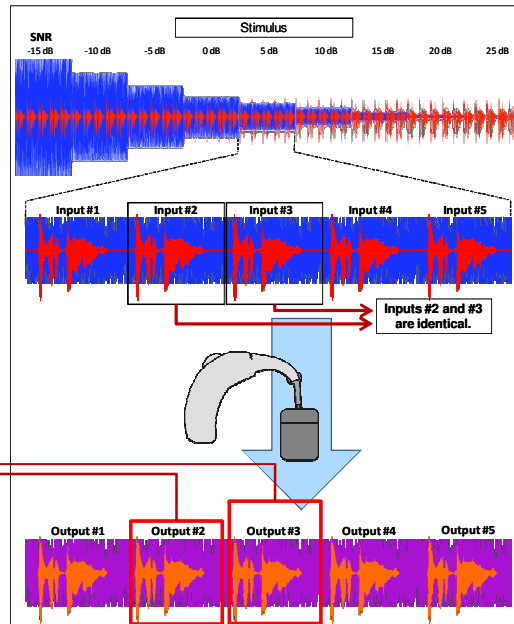 Stimulus
SNR
-15 dB -10 dB -5 dB 0 dB 5 dB 10 dB 15 dB 20 dB 25 dB
Input #1 Input #2 Input #3 Input #4 Input #5
Inputs #2 and #3
are identical.
Output #1 Output #2 Output #3 Output #4 Output #5